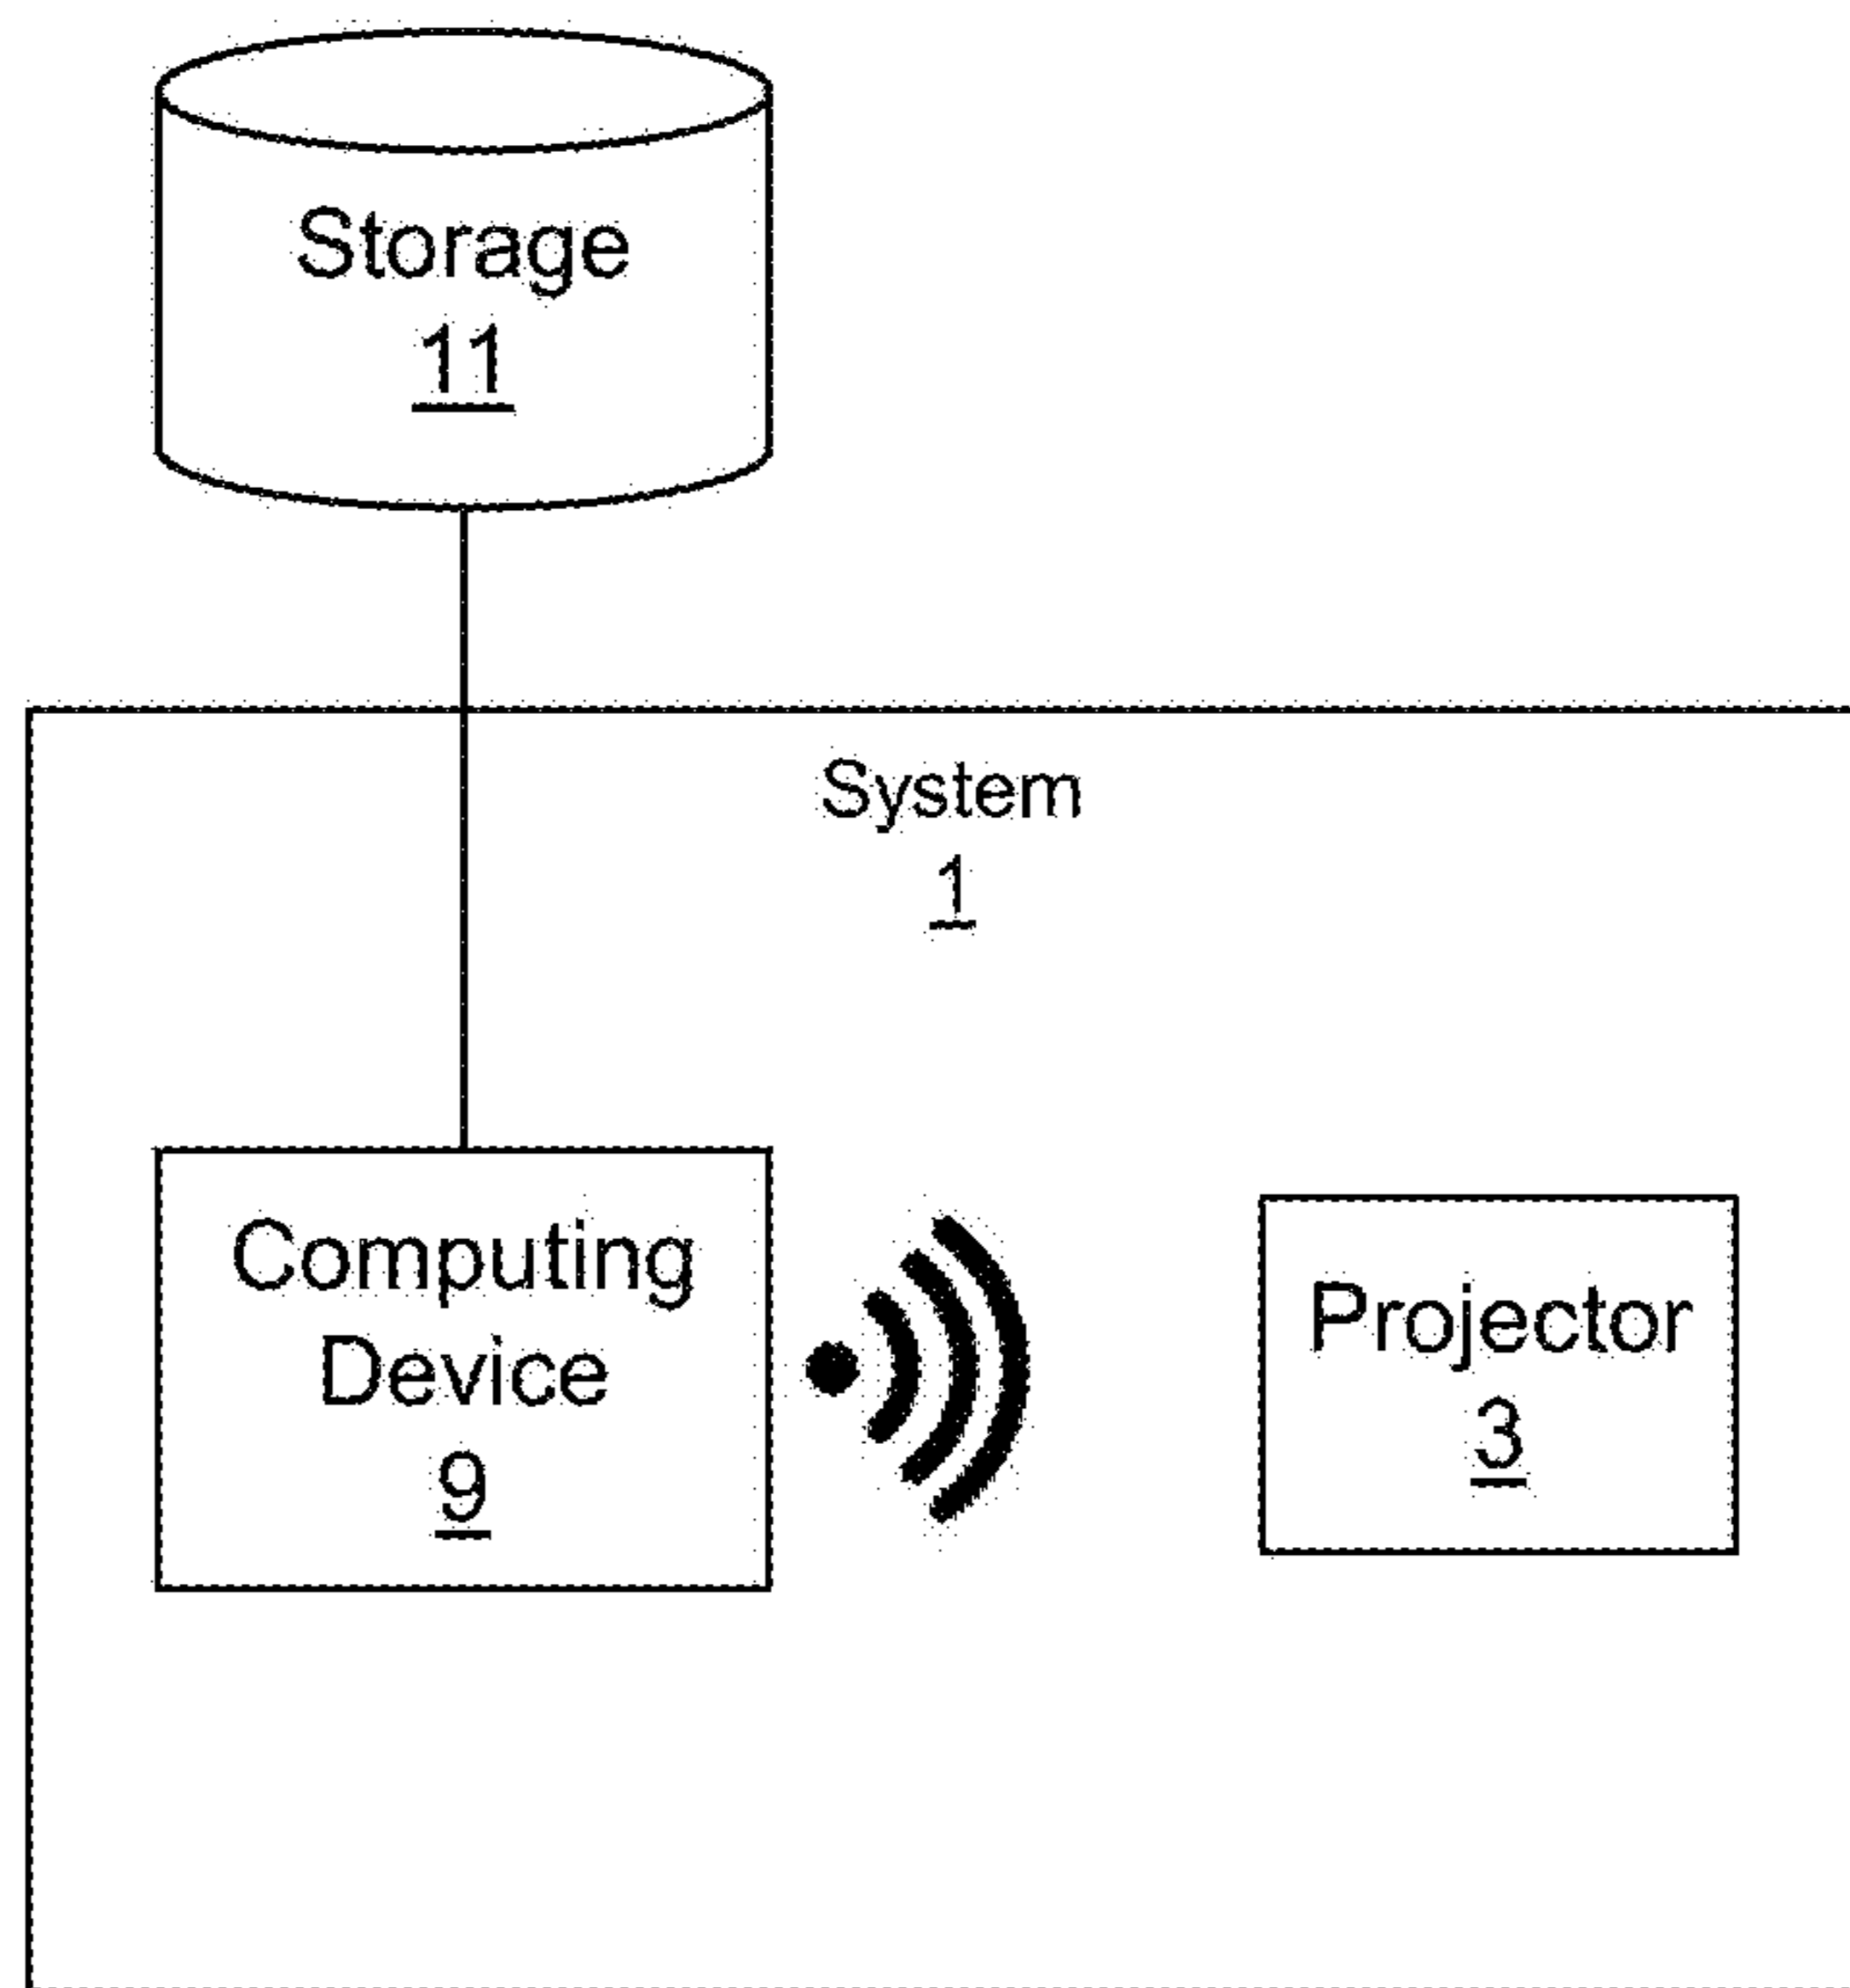 Storage
11
System
1
Computing
Device
9
Projector
3